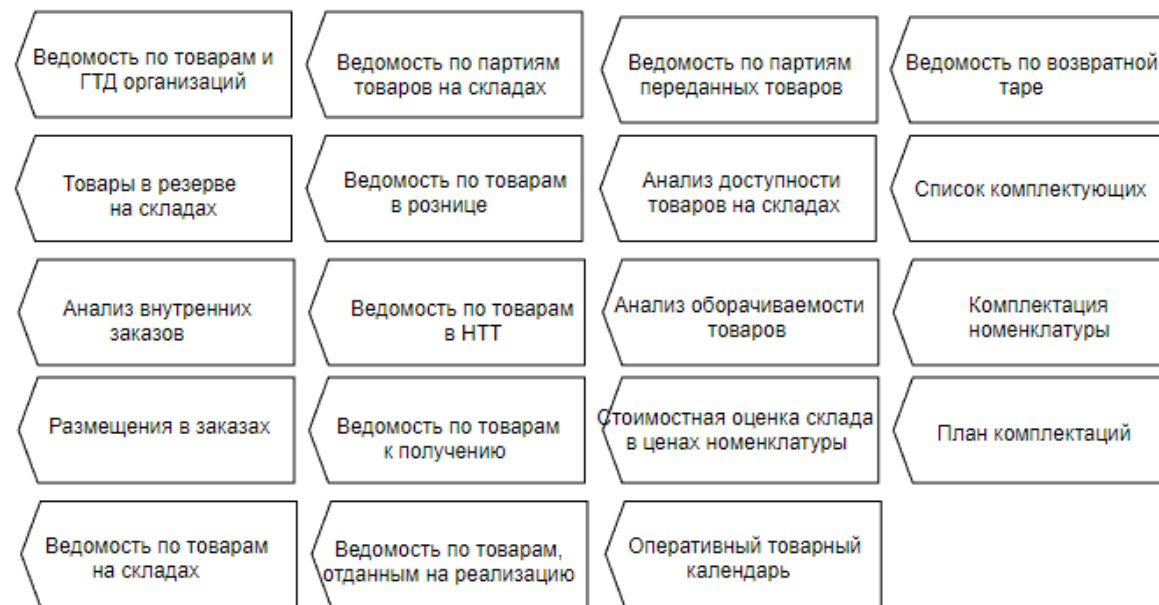 Ведомость по товарам и
ГТД организаций
Ведомость по партиям
товаров на складах
Ведомость по партиям
переданных товаров
Ведомость по возвратной
таре
Товары в резерве
на складах
Ведомость по товарам
в рознице
Анализ доступности
товаров на складах
Список комплектующих
Анализ внутренних
заказов
Ведомость по товарам
в НТТ
Анализ оборачиваемости
товаров
Комплектация
номенклатуры
Размещения в заказах
Ведомость по товарам
к получению
Стоимостная оценка склада
в ценах номенклатуры
План комплектаций
Ведомость по товарам
на складах
Ведомость по товарам,
отданным на реализацию
Оперативный товарный
календарь